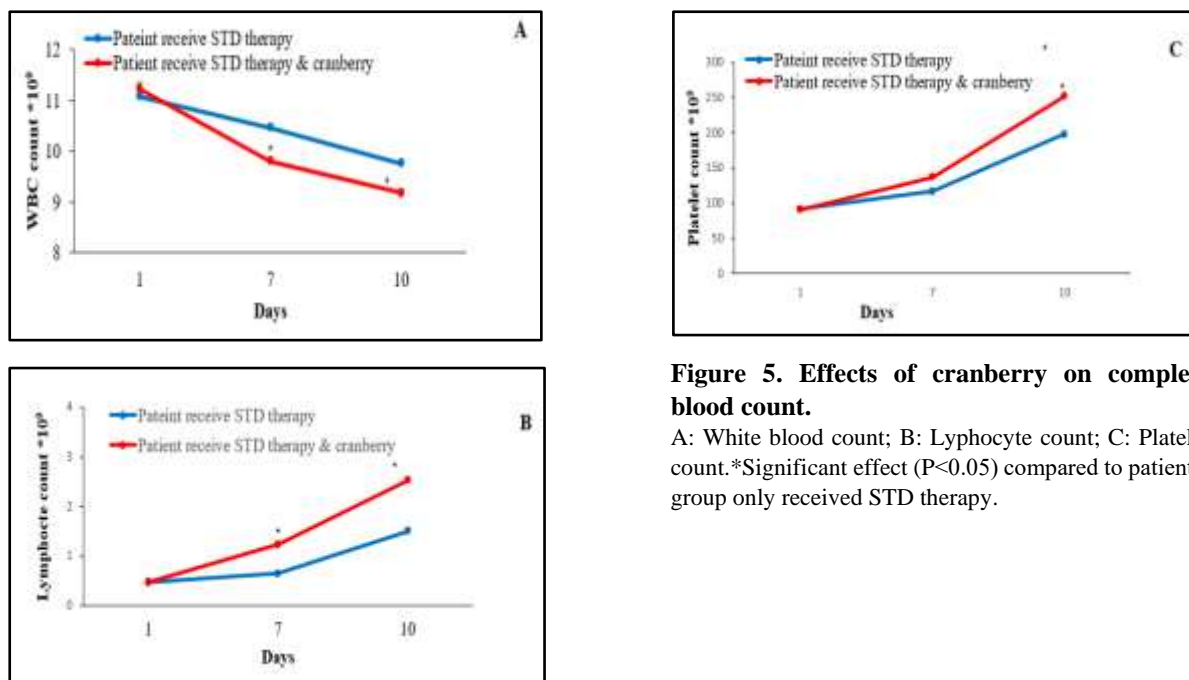 A
Pateint receive STD therapy
Patient receive STD therapy & cranberry
WBC count *10⁹
12
11
10
9
8
*
*
1
7
10
Days
B
Pateint receive STD therapy
Patient receive STD therapy & cranberry
Lymphocte count *10⁹
4
3
2
1
0
*
*
1
7
10
Days
C
Pateint receive STD therapy
Patient receive STD therapy & cranberry
Platelet count *10⁹
300
250
200
150
100
50
0
*
*
1
7
10
Days
Figure 5. Effects of cranberry on comple
blood count.
A: White blood count; B: Lyphocyte count; C: Platel
count.*Significant effect (P<0.05) compared to patient
group only received STD therapy.